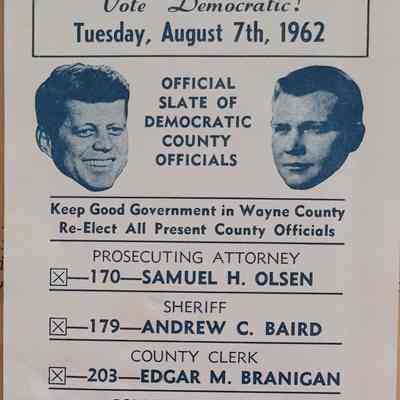 Vote Democratic!
Tuesday, August 7th, 1962
OFFICIAL
SLATE OF
DEMOCRATIC
COUNTY
OFFICIALS
Keep Good Government in Wayne County
Re-Elect All Present County Officials
PROSECUTING ATTORNEY
☒—170—SAMUEL H. OLSEN
SHERIFF
☒—179—ANDREW C. BAIRD
COUNTY CLERK
☒—203—EDGAR M. BRANIGAN